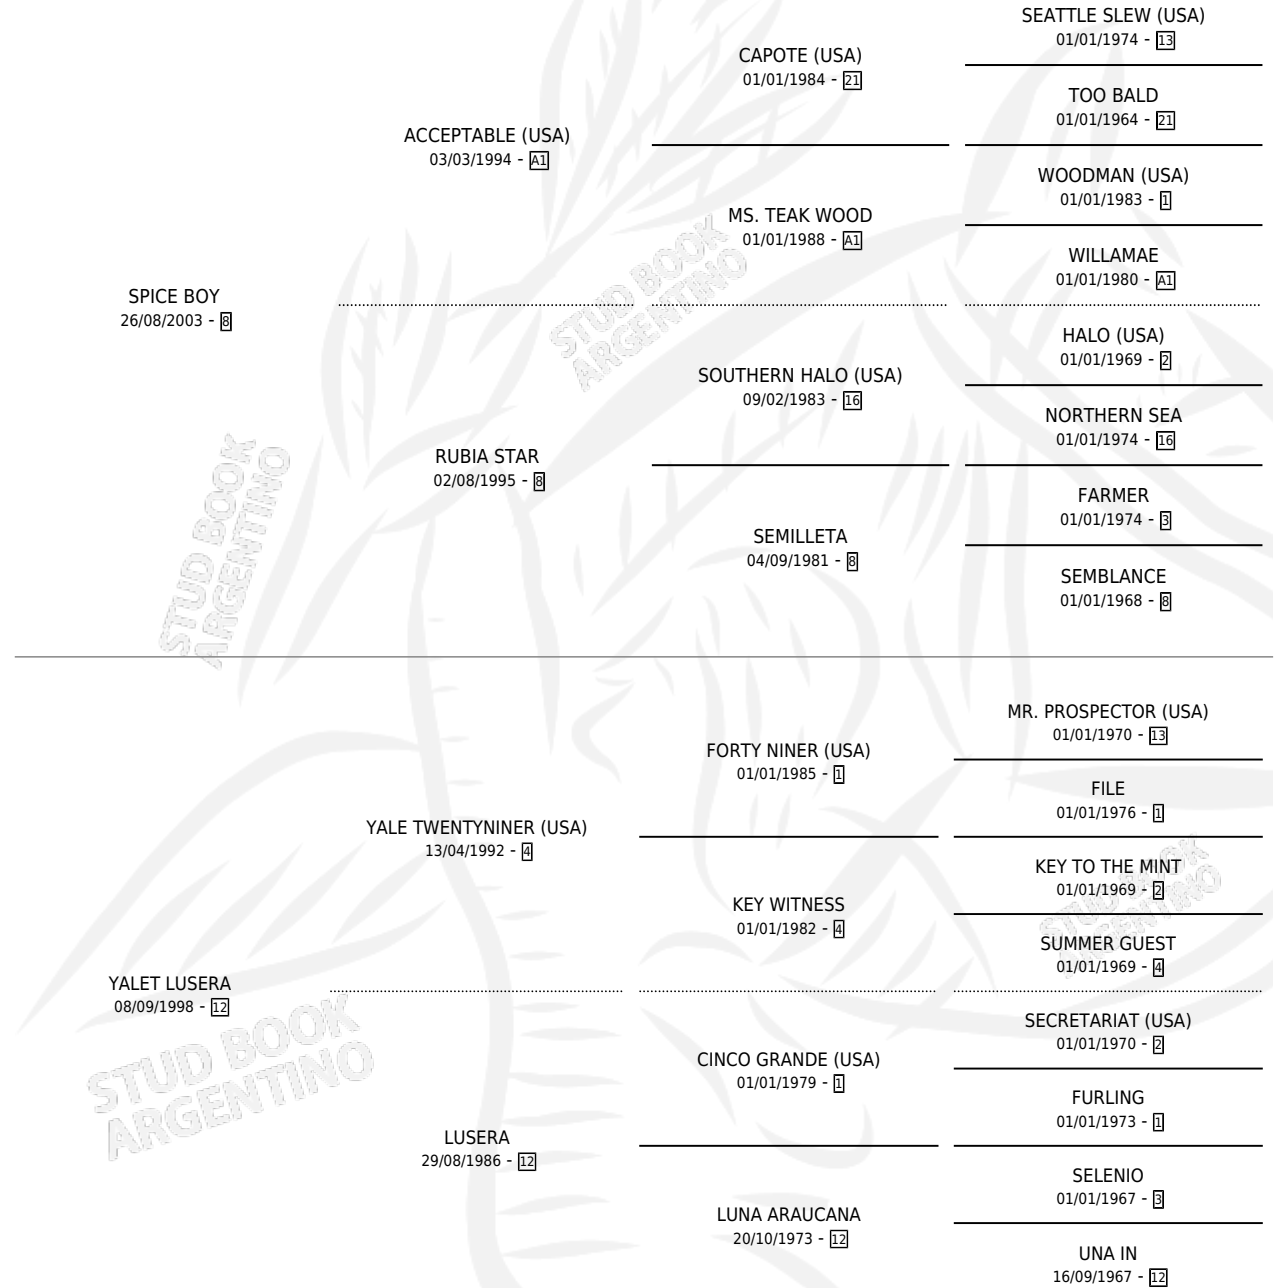 SEATTLE SLEW (USA)
01/01/1974 - 13
CAPOTE (USA)
01/01/1984 - 21
TOO BALD
01/01/1964 - 21
ACCEPTABLE (USA)
03/03/1994 - A1
WOODMAN (USA)
01/01/1983 - 1
MS. TEAK WOOD
01/01/1988 - A1
WILLAMAE
01/01/1980 - A1
SPICE BOY
26/08/2003 - 8
STUD BOOK
ARGENTINO
HALO (USA)
01/01/1969 - 2
SOUTHERN HALO (USA)
09/02/1983 - 16
NORTHERN SEA
01/01/1974 - 16
RUBIA STAR
02/08/1995 - 8
FARMER
01/01/1974 - 3
SEMILLETA
04/09/1981 - 8
SEMBLANCE
01/01/1968 - 8
STUD BOOK
ARGENTINO
MR. PROSPECTOR (USA)
01/01/1970 - 13
FORTY NINER (USA)
01/01/1985 - 1
FILE
01/01/1976 - 1
YALE TWENTYNINER (USA)
13/04/1992 - 4
KEY TO THE MINT
01/01/1969 - 2
KEY WITNESS
01/01/1982 - 4
SUMMER GUEST
01/01/1969 - 4
STUD BOOK
ARGENTINO
YALET LUSERA
08/09/1998 - 12
SECRETARIAT (USA)
01/01/1970 - 2
CINCO GRANDE (USA)
01/01/1979 - 1
FURLING
01/01/1973 - 1
STUD BOOK
ARGENTINO
LUSERA
29/08/1986 - 12
SELENIO
01/01/1967 - 3
LUNA ARAUCANA
20/10/1973 - 12
UNA IN
16/09/1967 - 12